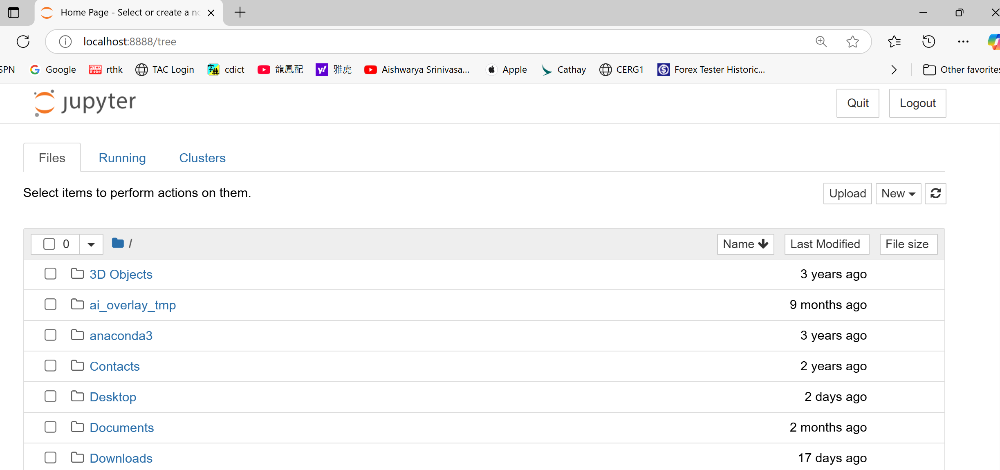 Home Page - Select or create a no
localhost:8888/tree
SPN Google rthk TAC Login cdict 龍鳳配 雅虎 Aishwarya Srinivasa... Apple Cathay CERG1 Forex Tester Historic... Other favorites
jupyter Quit Logout
Files Running Clusters
Select items to perform actions on them. Upload New
0 / Name Last Modified File size
3D Objects 3 years ago
ai_overlay_tmp 9 months ago
anaconda3 3 years ago
Contacts 2 years ago
Desktop 2 days ago
Documents 2 months ago
Downloads 17 days ago